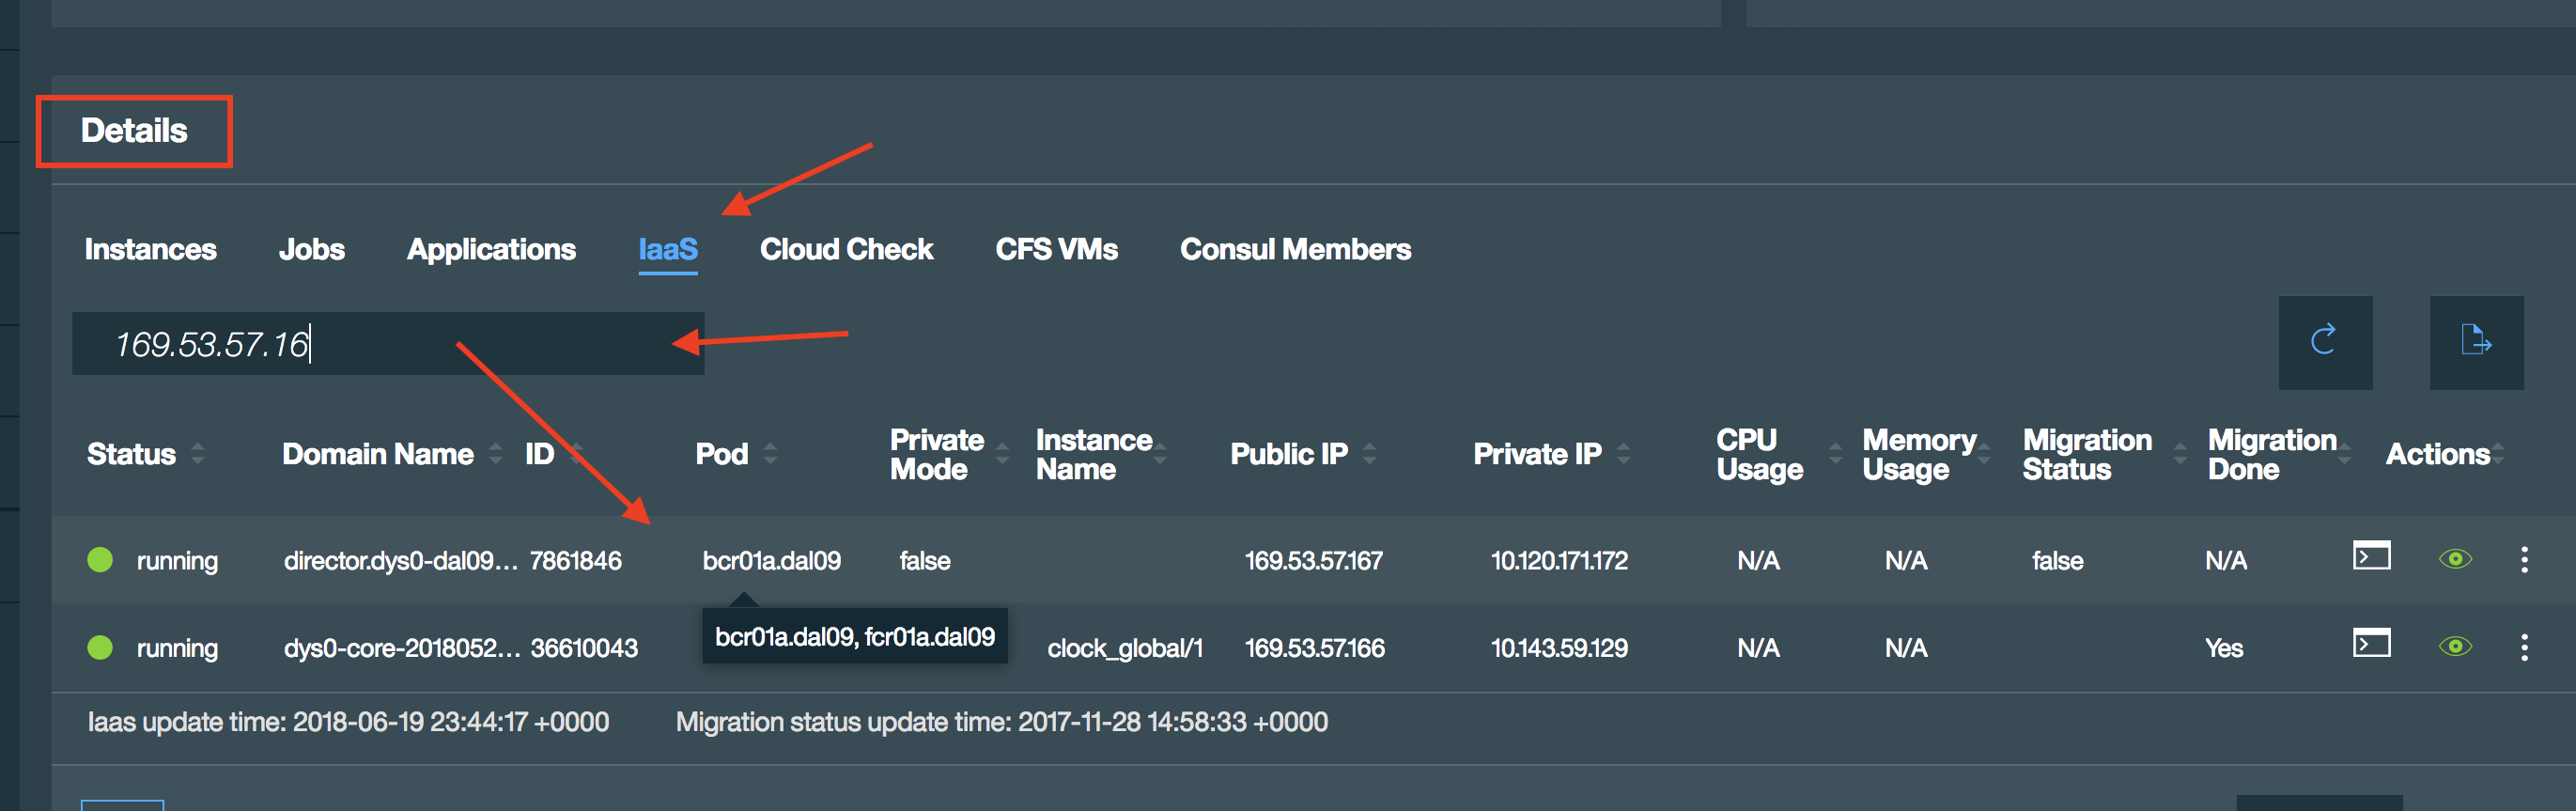 Details
Instances Jobs Applications IaaS Cloud Check CFS VMs Consul Members
169.53.57.16
Status Domain Name ID Pod Private Mode Instance Name Public IP Private IP CPU Usage Memory Usage Migration Status Migration Done Actions
running director.dys0-dal09... 7861846 bcr01a.dal09 false 169.53.57.167 10.120.171.172 N/A N/A false N/A
bcr01a.dal09, fcr01a.dal09
running dys0-core-2018052... 36610043 clock_global/1 169.53.57.166 10.143.59.129 N/A N/A Yes
Iaas update time: 2018-06-19 23:44:17 +0000 Migration status update time: 2017-11-28 14:58:33 +0000